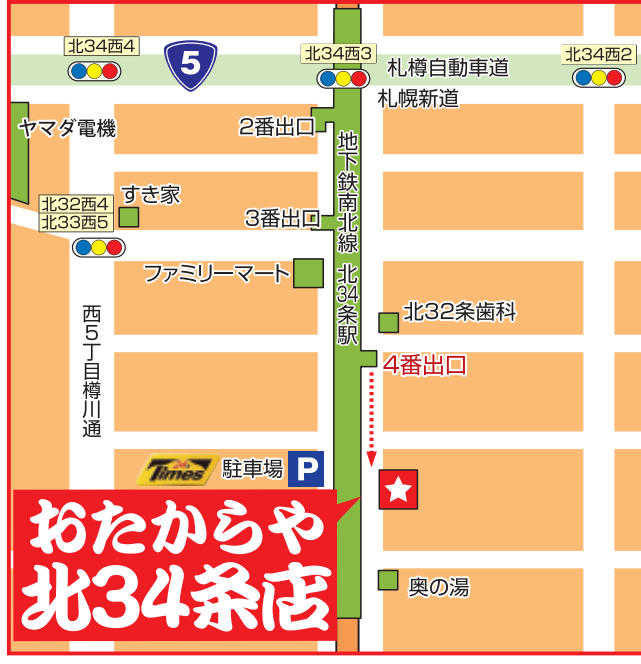 北34西4
5
北34西3
北34西2
札樽自動車道
札幌新道
ヤマダ電機
2番出口
地下鉄南北線 北34条駅
すき家
北32西4
北33西5
3番出口
ファミリーマート
北32条歯科
西5丁目樽川通
4番出口
24h Times
駐車場
P
おたからや
北34条店
奥の湯